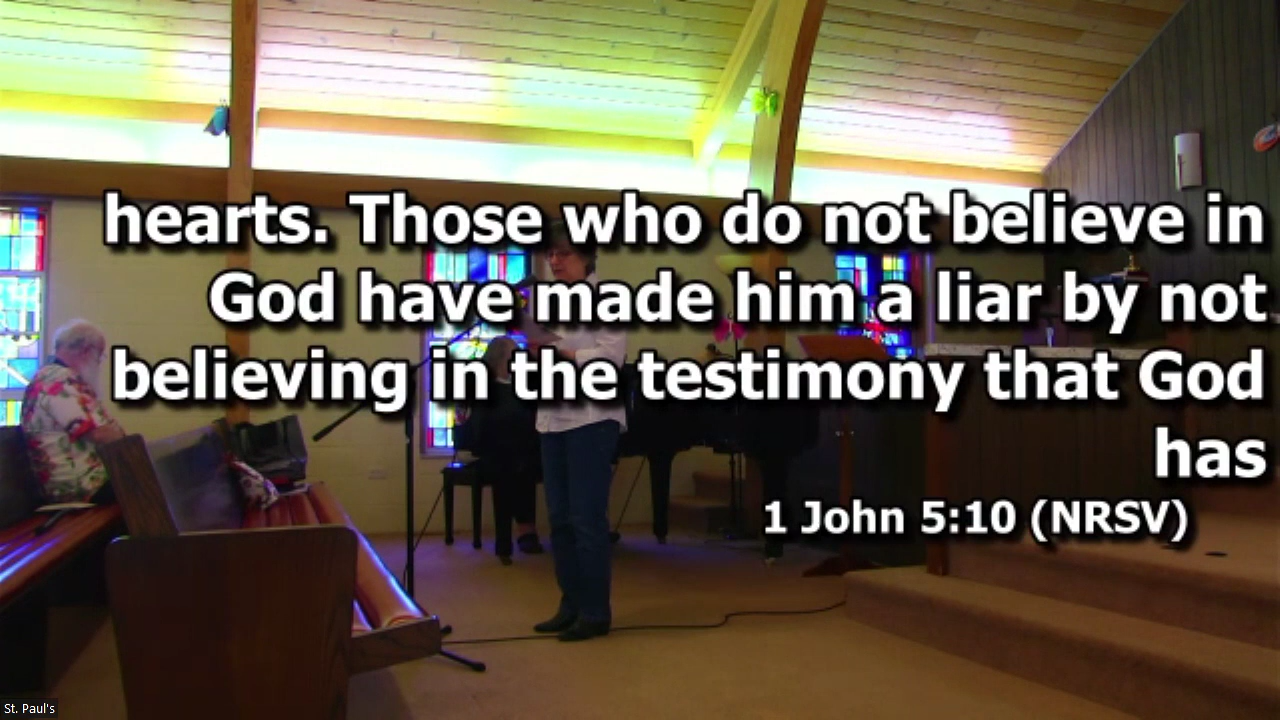 hearts. Those who do not believe in
God have made him a liar by not
believing in the testimony that God
has
1 John 5:10 (NRSV)
St. Paul's